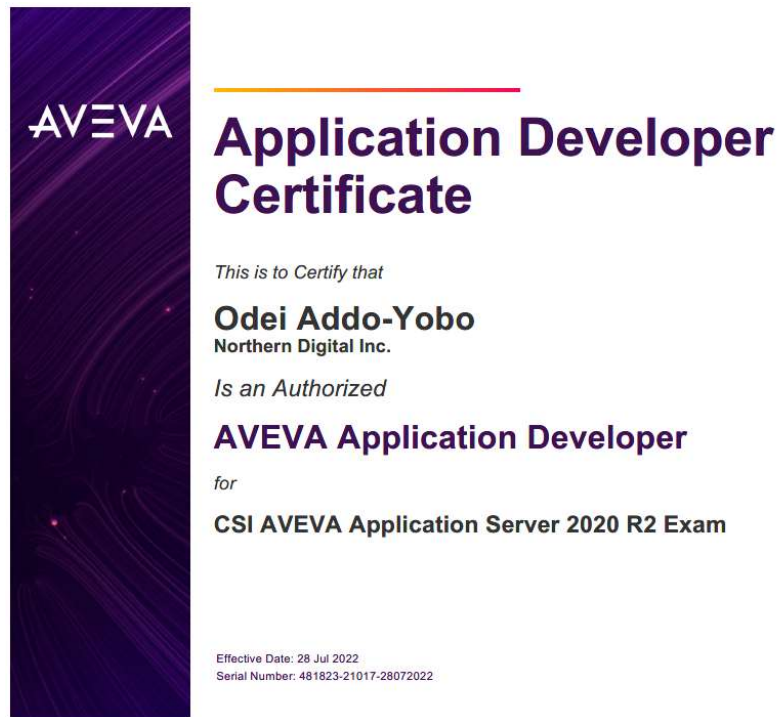 AVEVA
Application Developer
Certificate
This is to Certify that
Odei Addo-Yobo
Northern Digital Inc.
Is an Authorized
AVEVA Application Developer
for
CSI AVEVA Application Server 2020 R2 Exam
Effective Date: 28 Jul 2022
Serial Number: 481823-21017-28072022